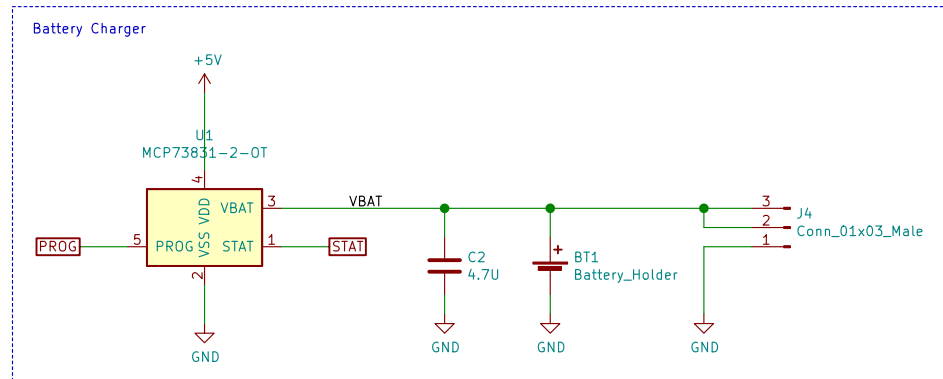 Battery Charger
+5V
U1
MCP73831-2-OT
4
VDD
VBAT
3
VBAT
3
J4
2
Conn_01x03_Male
1
PROG
5
PROG
VSS
STAT
1
STAT
2
C2
4.7U
+
BT1
Battery_Holder
GND
GND
GND
GND